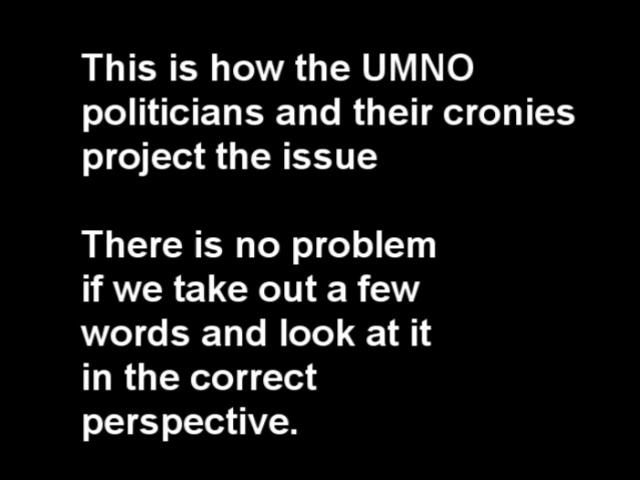 This is how the UMNO
politicians and their cronies
project the issue
There is no problem
if we take out a few
words and look at it
in the correct
perspective.